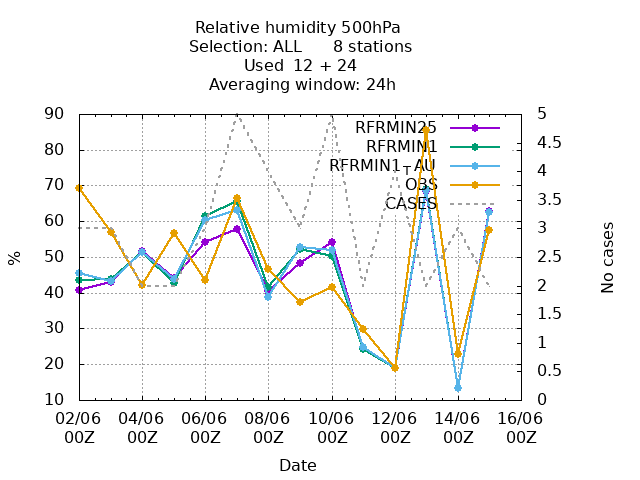 Relative humidity 500hPa
Selection: ALL 8 stations
Used 12 + 24
Averaging window: 24h
90
80
70
60
50
40
30
20
10
%
5
4.5
4
3.5
3
2.5
2
1.5
1
0.5
0
No cases
RFRMIN25
RFRMIN1
RFRMIN1_AU
OBS
CASES
02/06 04/06 06/06 08/06 10/06 12/06 14/06 16/06
00Z 00Z 00Z 00Z 00Z 00Z 00Z 00Z
Date